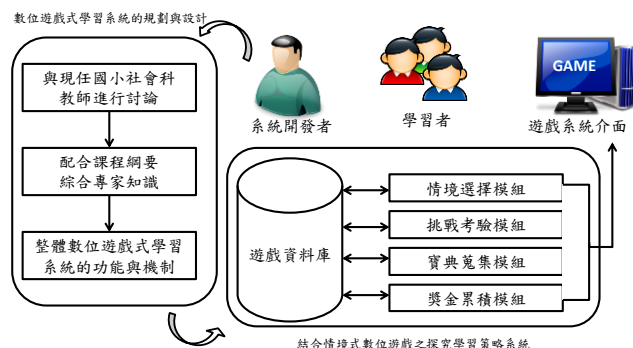 數位遊戲式學習系統的規劃與設計
與現任國小社會科
教師進行討論
配合課程綱要
綜合專家知識
整體數位遊戲式學習
系統的功能與機制
系統開發者
學習者
GAME
遊戲系統介面
遊戲資料庫
情境選擇模組
挑戰考驗模組
寶典蒐集模組
獎金累積模組
結合情境式數位遊戲之探究學習策略系統